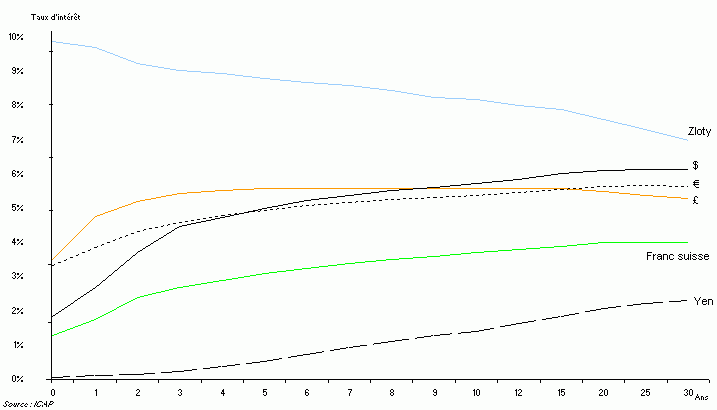 Taux d'intérêt
10%
9%
8%
7%
6%
5%
4%
3%
2%
1%
0%
Zloty
$
€
£
Franc suisse
Yen
0 1 2 3 4 5 6 7 8 9 10 12 15 20 25 30 Ans
Source : ICAP